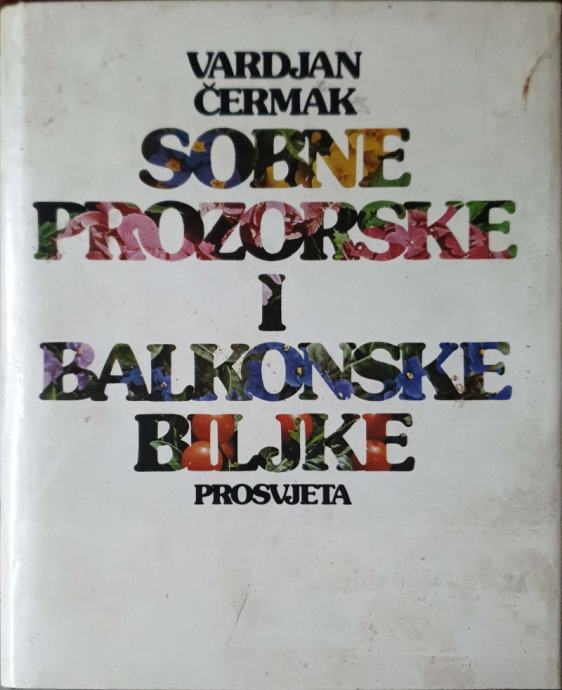 VARDJAN
ČERMAK
SOBNE
PROZORSKE
I
BALKONSKE
BILJKE
PROSVJETA